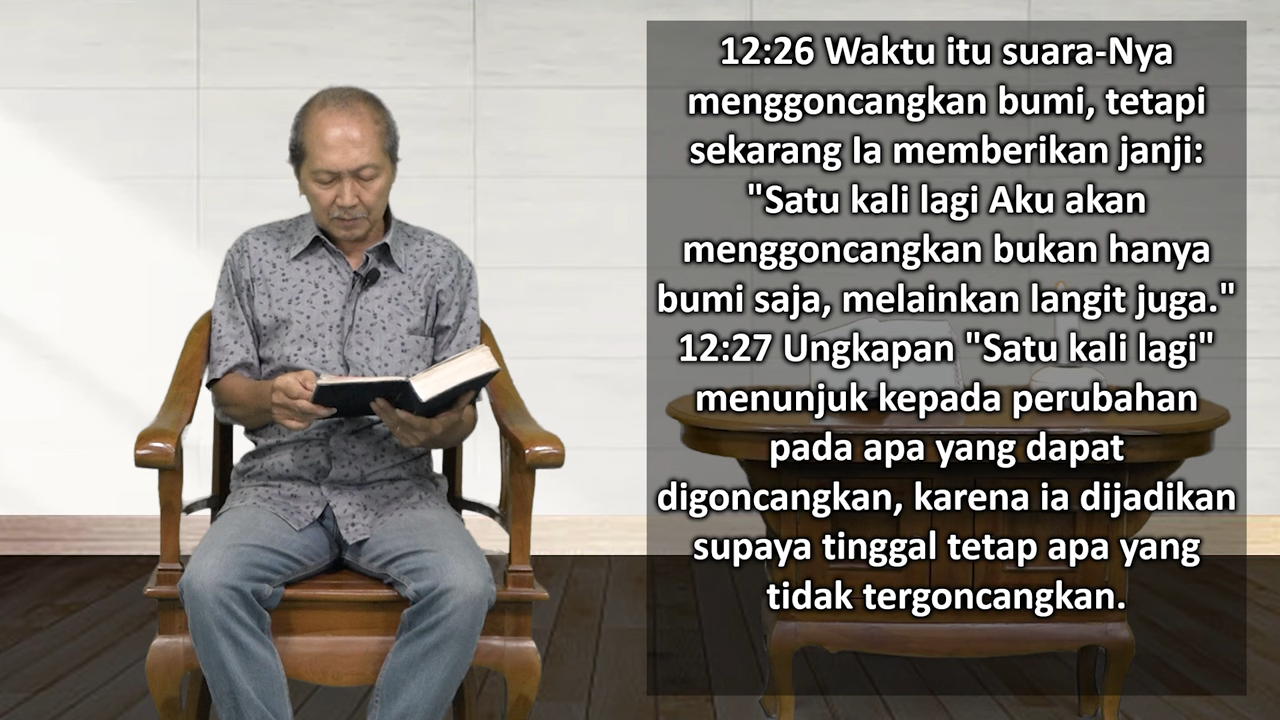 12:26 Waktu itu suara-Nya
menggoncangkan bumi, tetapi
sekarang Ia memberikan janji:
"Satu kali lagi Aku akan
menggoncangkan bukan hanya
bumi saja, melainkan langit juga."
12:27 Ungkapan "Satu kali lagi"
menunjuk kepada perubahan
pada apa yang dapat
digoncangkan, karena ia dijadikan
supaya tinggal tetap apa yang
tidak tergoncangkan.